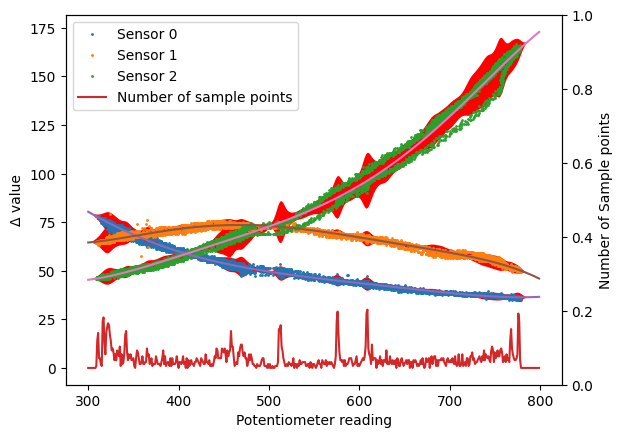 Sensor 0
Sensor 1
Sensor 2
Number of sample points
175
150
125
100
75
50
25
0
Δ value
300 400 500 600 700 800
Potentiometer reading
1.0
0.8
0.6
0.4
0.2
0.0
Number of Sample points